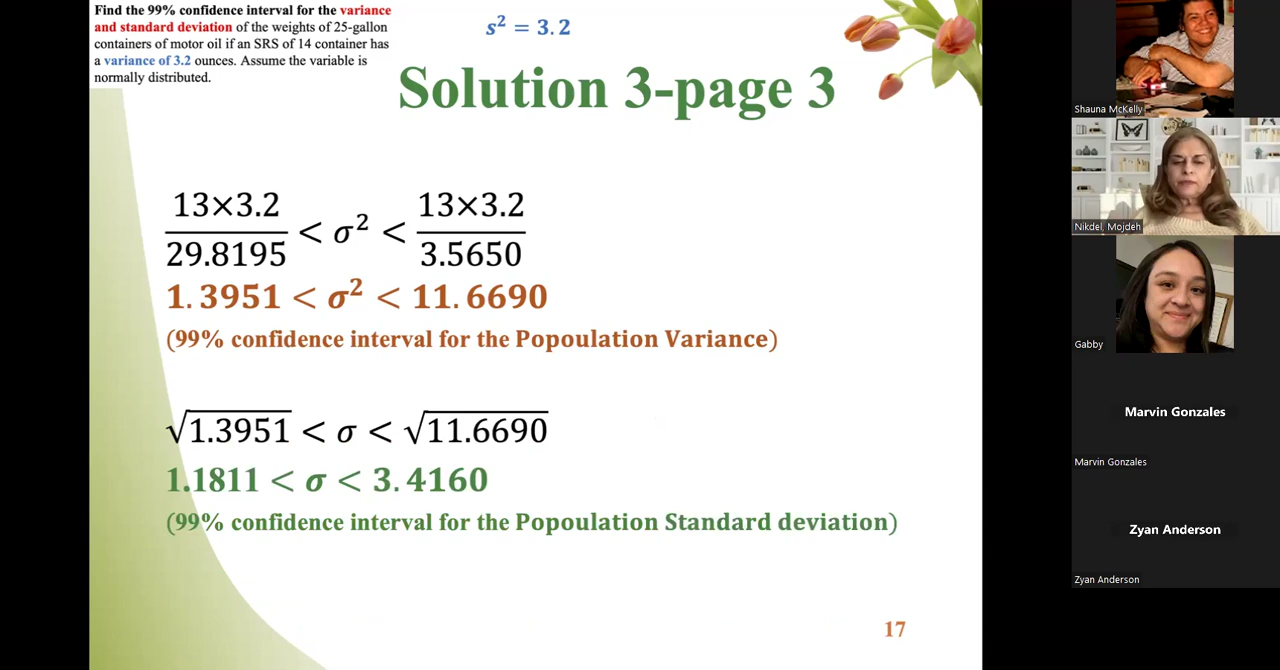 Find the 99% confidence interval for the variance
and standard deviation of the weights of 25-gallon
containers of motor oil if an SRS of 14 container has
a variance of 3.2 ounces. Assume the variable is
normally distributed.
s² = 3.2
Solution 3-page 3
13×3.2/29.8195 < σ² < 13×3.2/3.5650
1.3951 < σ² < 11.6690
(99% confidence interval for the Popoulation Variance)
√1.3951 < σ < √11.6690
1.1811 < σ < 3.4160
(99% confidence interval for the Popoulation Standard deviation)
17
Shauna McKelly
Nikdel, Mojdeh
Gabby
Marvin Gonzales
Marvin Gonzales
Zyan Anderson
Zyan Anderson